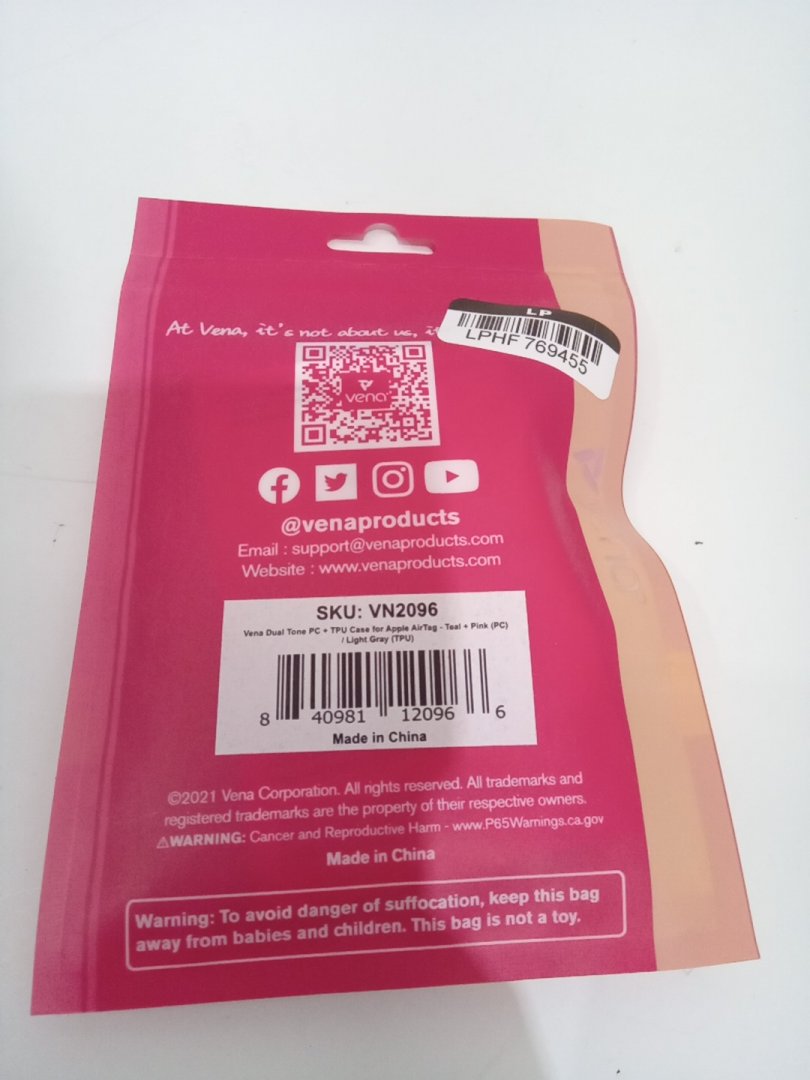 At Vena, it's not about us, it
LP
LPHF 769455
vena
@venaproducts
Email : support@venaproducts.com
Website : www.venaproducts.com
SKU: VN2096
Vena Dual Tone PC + TPU Case for Apple AirTag - Teal + Pink (PC)
/ Light Gray (TPU)
8 40981 12096 6
Made in China
©2021 Vena Corporation. All rights reserved. All trademarks and
registered trademarks are the property of their respective owners.
⚠WARNING: Cancer and Reproductive Harm - www.P65Warnings.ca.gov
Made in China
Warning: To avoid danger of suffocation, keep this bag
away from babies and children. This bag is not a toy.